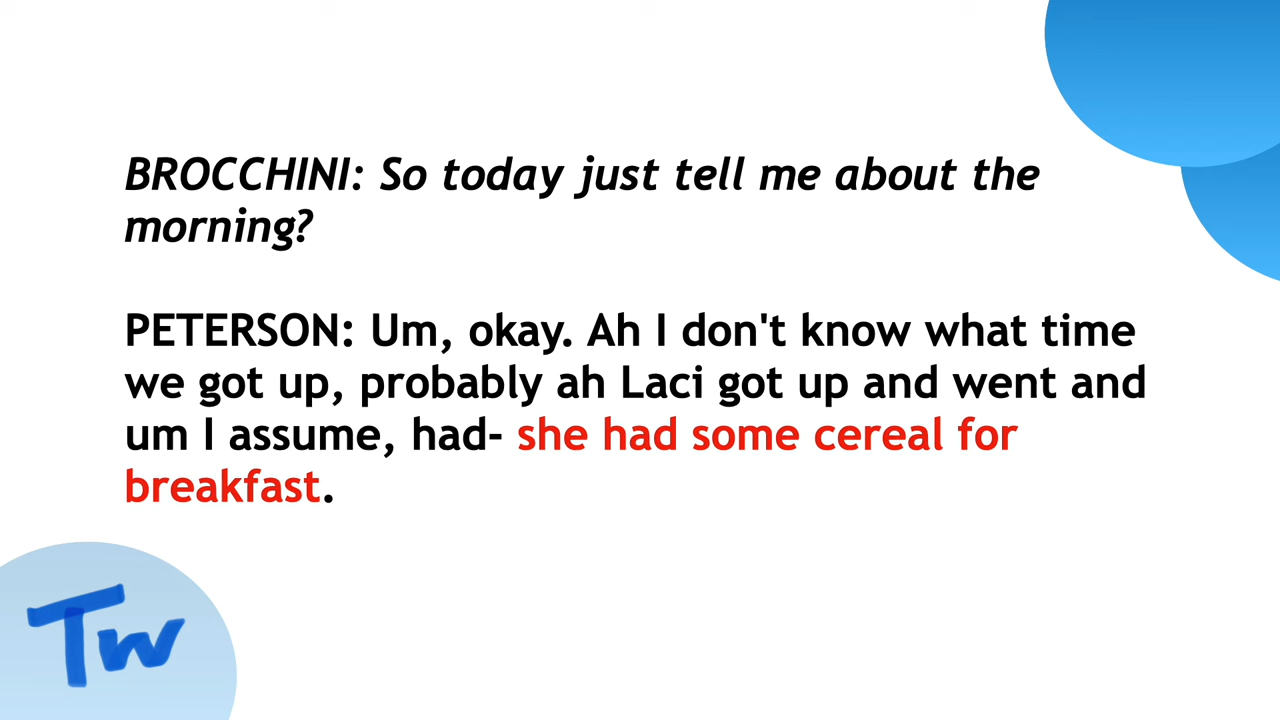 BROCCHINI: So today just tell me about the
morning?
PETERSON: Um, okay. Ah I don't know what time
we got up, probably ah Laci got up and went and
um I assume, had- she had some cereal for
breakfast.
Tw